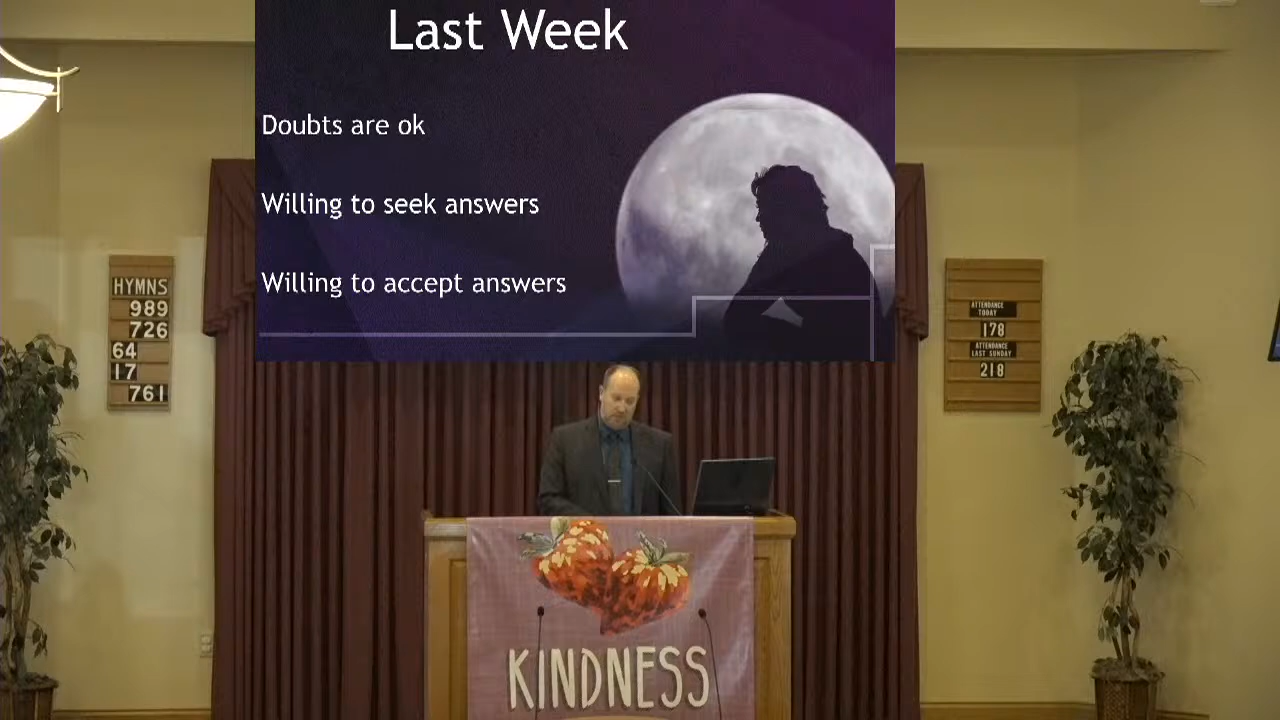 Last Week
Doubts are ok
Willing to seek answers
Willing to accept answers
HYMNS
989
726
64
17
761
ATTENDANCE
TODAY
178
ATTENDANCE
LAST SUNDAY
218
KINDNESS